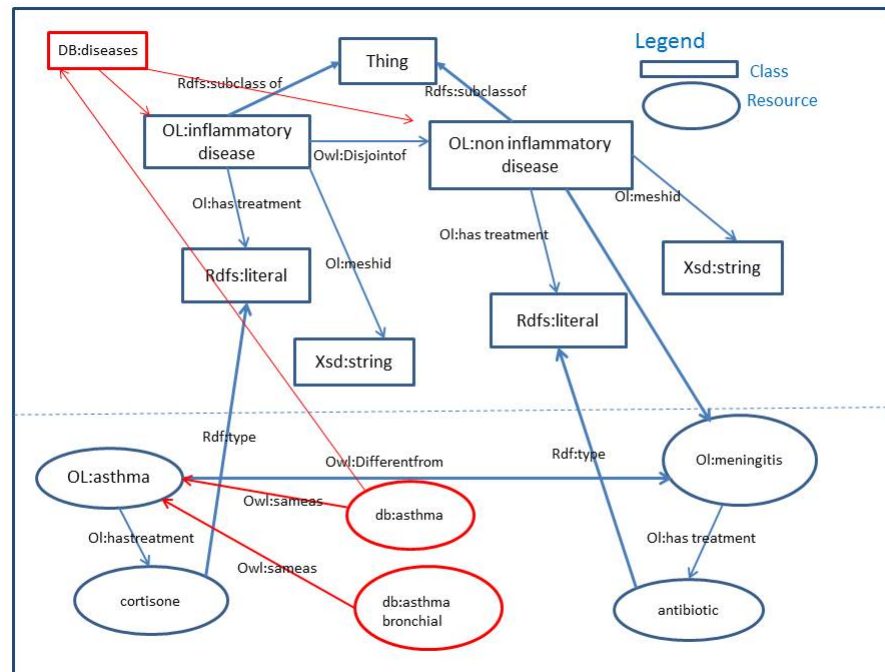 DB:diseases
Thing
Legend
Class
Resource
Rdfs:subclass of
Rdfs:subclassof
OL:inflammatory
disease
Owl:Disjointof
OL:non inflammatory
disease
Ol:meshid
Ol:has treatment
Ol:has treatment
Ol:meshid
Rdfs:literal
Xsd:string
Rdfs:literal
Xsd:string
Rdf:type
Rdf:type
Owl:Differentfrom
OL:asthma
Ol:meningitis
Owl:sameas
db:asthma
Ol:hastreatment
Ol:has treatment
Owl:sameas
cortisone
db:asthma
bronchial
antibiotic